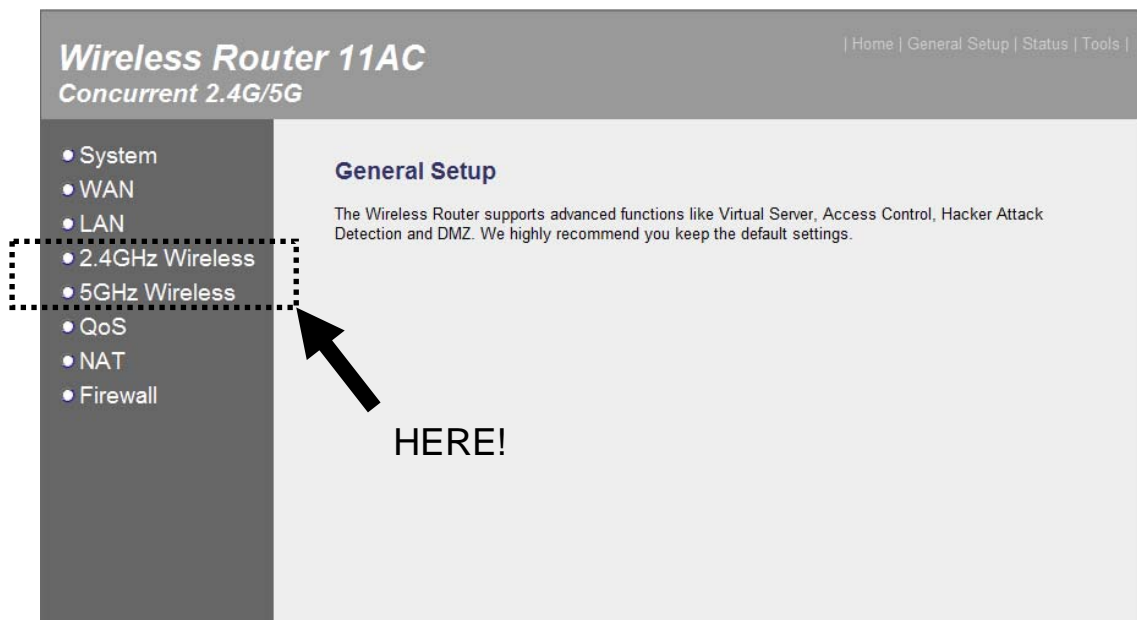 Wireless Router 11AC
Concurrent 2.4G/5G
| Home | General Setup | Status | Tools |
System
WAN
LAN
2.4GHz Wireless
5GHz Wireless
QoS
NAT
Firewall
General Setup
The Wireless Router supports advanced functions like Virtual Server, Access Control, Hacker Attack
Detection and DMZ. We highly recommend you keep the default settings.
HERE!